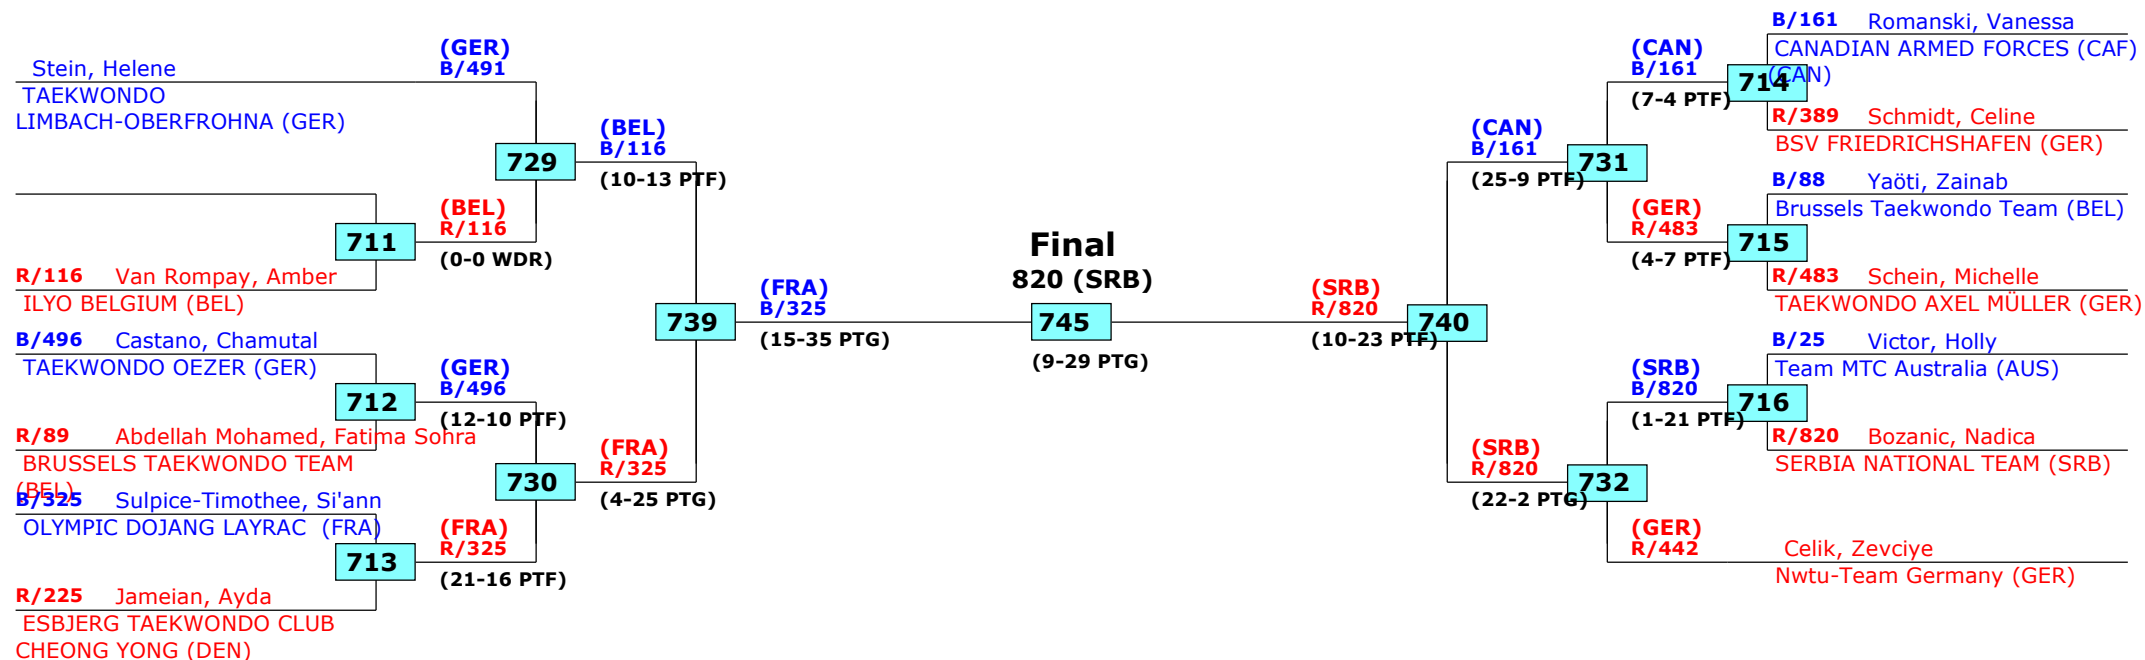 Stein, Helene
TAEKWONDO
LIMBACH-OBERFROHNA (GER)
(GER)
B/491
729
711
(BEL)
R/116
(0-0 WDR)
R/116 Van Rompay, Amber
ILYO BELGIUM (BEL)
(BEL)
B/116
(10-13 PTF)
B/496 Castano, Chamutal
TAEKWONDO OEZER (GER)
712
(GER)
B/496
(12-10 PTF)
R/89 Abdellah Mohamed, Fatima Sohra
BRUSSELS TAEKWONDO TEAM
(BEL)
B/325 Sulpice-Timothee, Si'ann
OLYMPIC DOJANG LAYRAC (FRA)
713
(FRA)
R/325
(21-16 PTF)
R/225 Jameian, Ayda
ESBJERG TAEKWONDO CLUB
CHEONG YONG (DEN)
730
(FRA)
R/325
(4-25 PTG)
739
(FRA)
B/325
(15-35 PTG)
Final
820 (SRB)
745
(9-29 PTG)
(SRB)
R/820
(10-23 PTF)
740
(CAN)
B/161
(25-9 PTF)
731
(SRB)
R/820
(22-2 PTG)
732
(CAN)
B/161
(7-4 PTF)
714
B/161 Romanski, Vanessa
CANADIAN ARMED FORCES (CAF)
(CAN)
R/389 Schmidt, Celine
BSV FRIEDRICHSHAFEN (GER)
B/88 Yaöti, Zainab
Brussels Taekwondo Team (BEL)
(GER)
R/483
(4-7 PTF)
715
R/483 Schein, Michelle
TAEKWONDO AXEL MÜLLER (GER)
B/25 Victor, Holly
Team MTC Australia (AUS)
(SRB)
B/820
(1-21 PTF)
716
R/820 Bozanic, Nadica
SERBIA NATIONAL TEAM (SRB)
(GER)
R/442
Celik, Zevciye
Nwtu-Team Germany (GER)